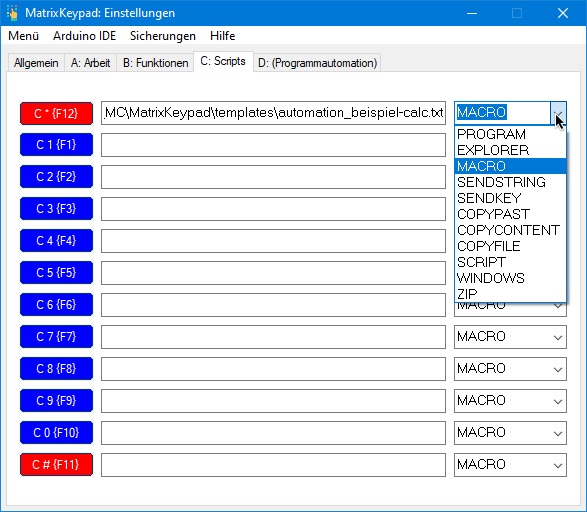 MatrixKeypad: Einstellungen
Menü Arduino IDE Sicherungen Hilfe
Allgemein A: Arbeit B: Funktionen C: Scripts D: (Programmautomation)
C * {F12} MC\MatrixKeypad\templates\automation_beispiel-calc.txt MACRO
C 1 {F1} PROGRAM
EXPLORER
C 2 {F2} MACRO
SENDSTRING
C 3 {F3} SENDKEY
COPYPAST
C 4 {F4} COPYCONTENT
COPYFILE
C 5 {F5} SCRIPT
WINDOWS
ZIP
C 6 {F6} MACRO
C 7 {F7} MACRO
C 8 {F8} MACRO
C 9 {F9} MACRO
C 0 {F10} MACRO
C # {F11} MACRO